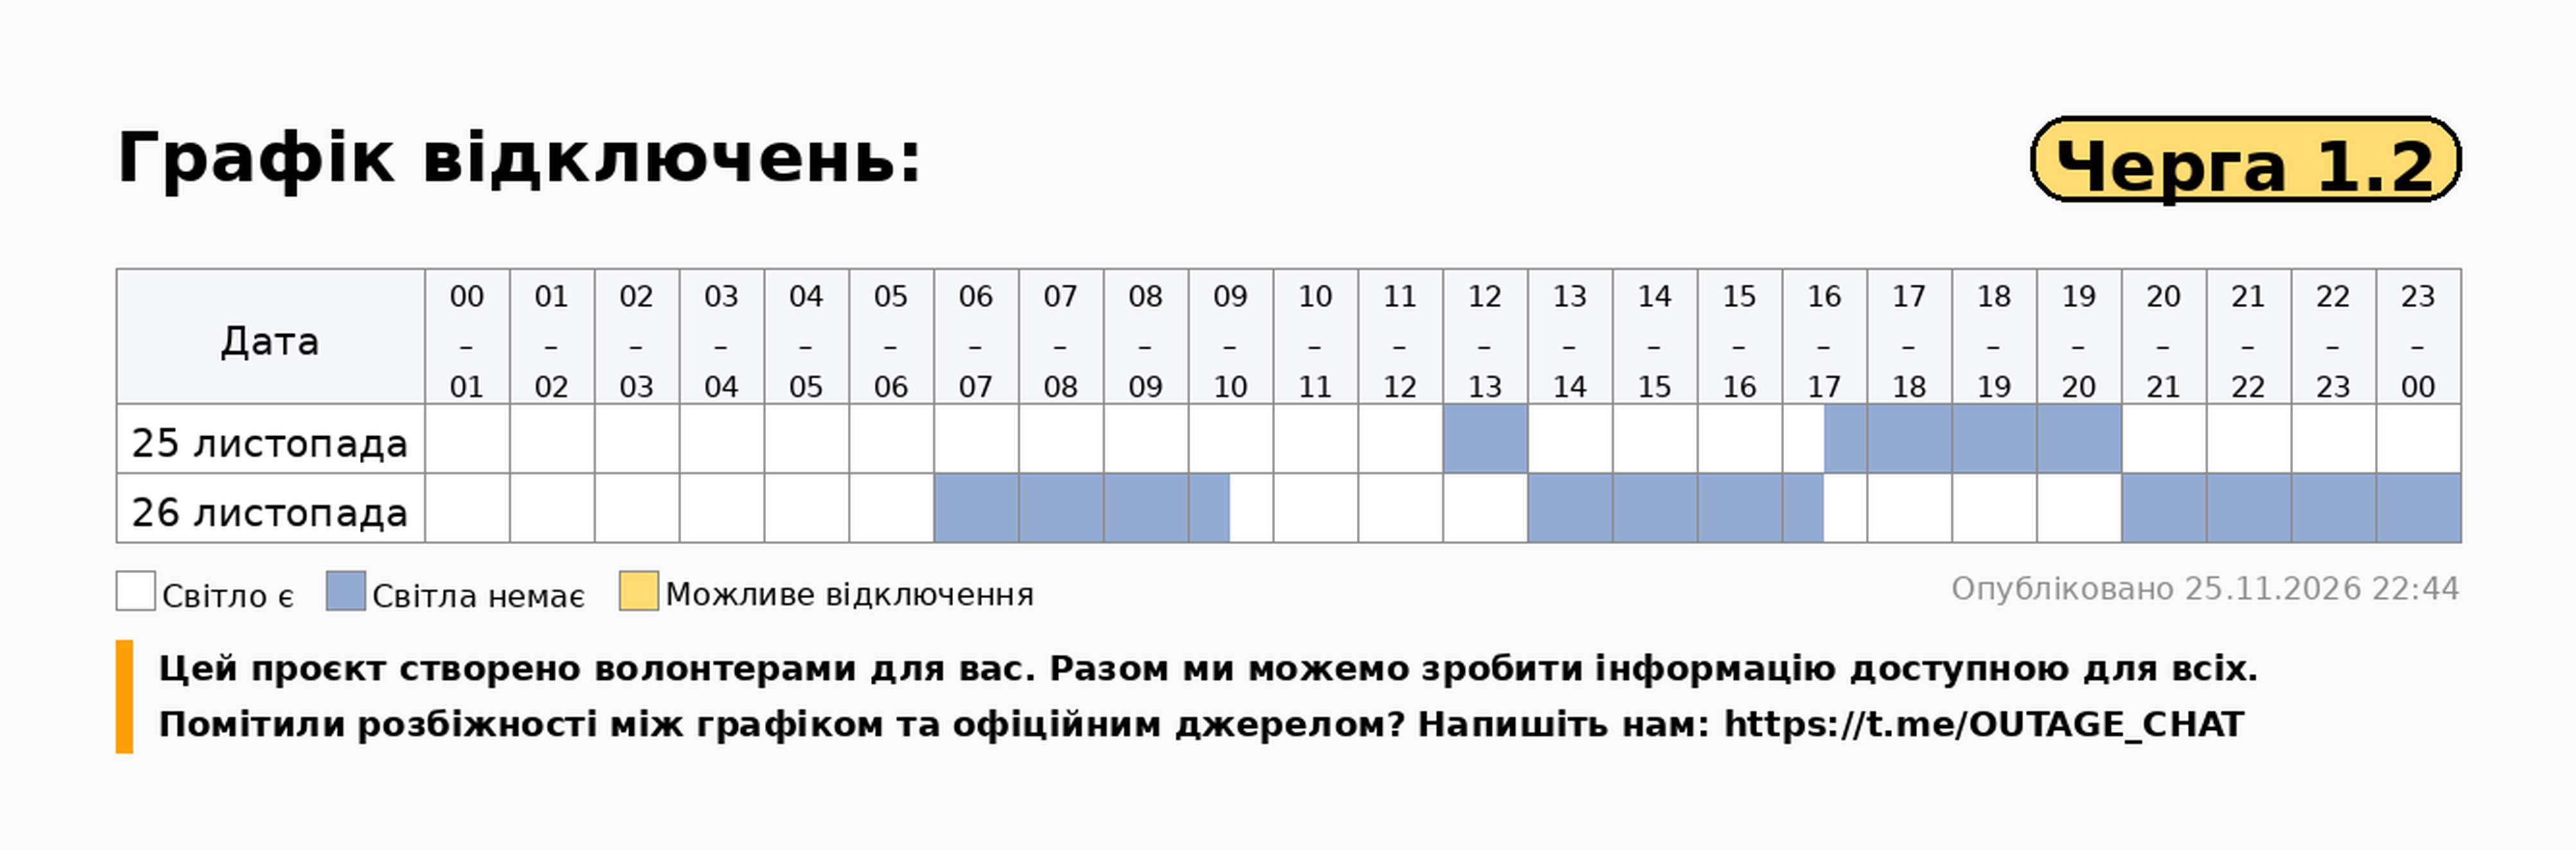 Графік відключень:
Черга 1.2
Дата 00 – 01 01 – 02 02 – 03 03 – 04 04 – 05 05 – 06 06 – 07 07 – 08 08 – 09 09 – 10 10 – 11 11 – 12 12 – 13 13 – 14 14 – 15 15 – 16 16 – 17 17 – 18 18 – 19 19 – 20 20 – 21 21 – 22 22 – 23 23 – 00
25 листопада
26 листопада
Світло є Світла немає Можливе відключення
Опубліковано 25.11.2026 22:44
Цей проєкт створено волонтерами для вас. Разом ми можемо зробити інформацію доступною для всіх.
Помітили розбіжності між графіком та офіційним джерелом? Напишіть нам: https://t.me/OUTAGE_CHAT